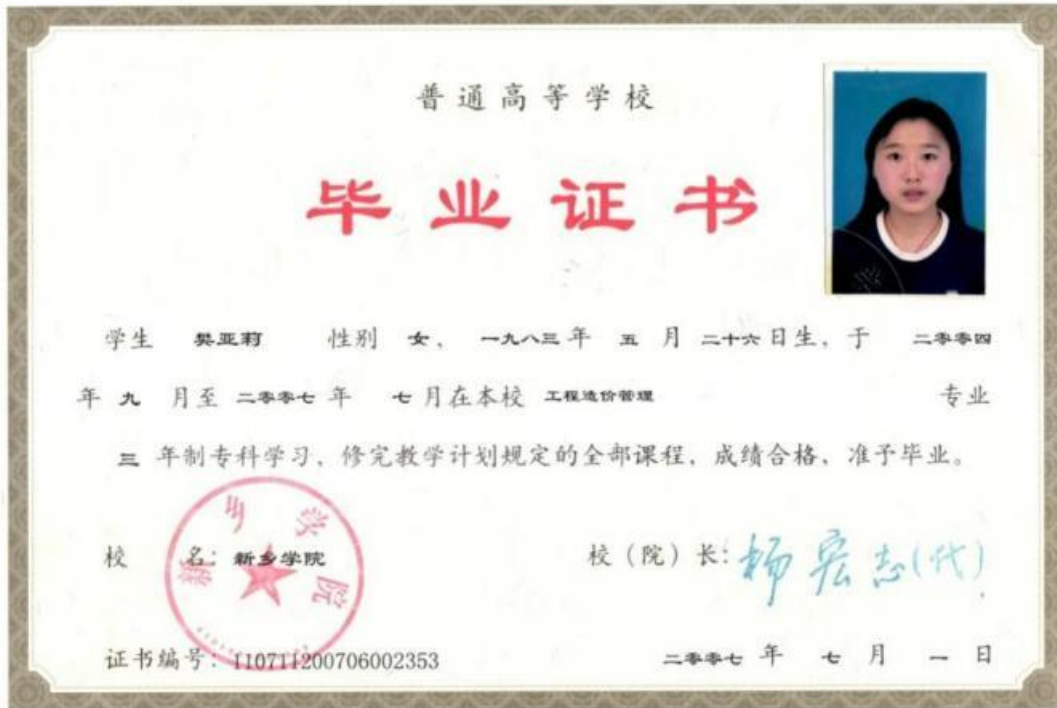 普通高等学校
毕业证书
学生 樊亚莉 性别 女，一九八三年 五 月 二十六日生，于 二零零四
年 九 月至 二零零七 年 七月在本校 工程造价管理 专业
三 年制专科学习，修完教学计划规定的全部课程，成绩合格，准予毕业。
新乡学院
校 名：新乡学院 校（院）长：杨宏志(代)
证书编号：110711200706002353 二零零七 年 七 月 一 日